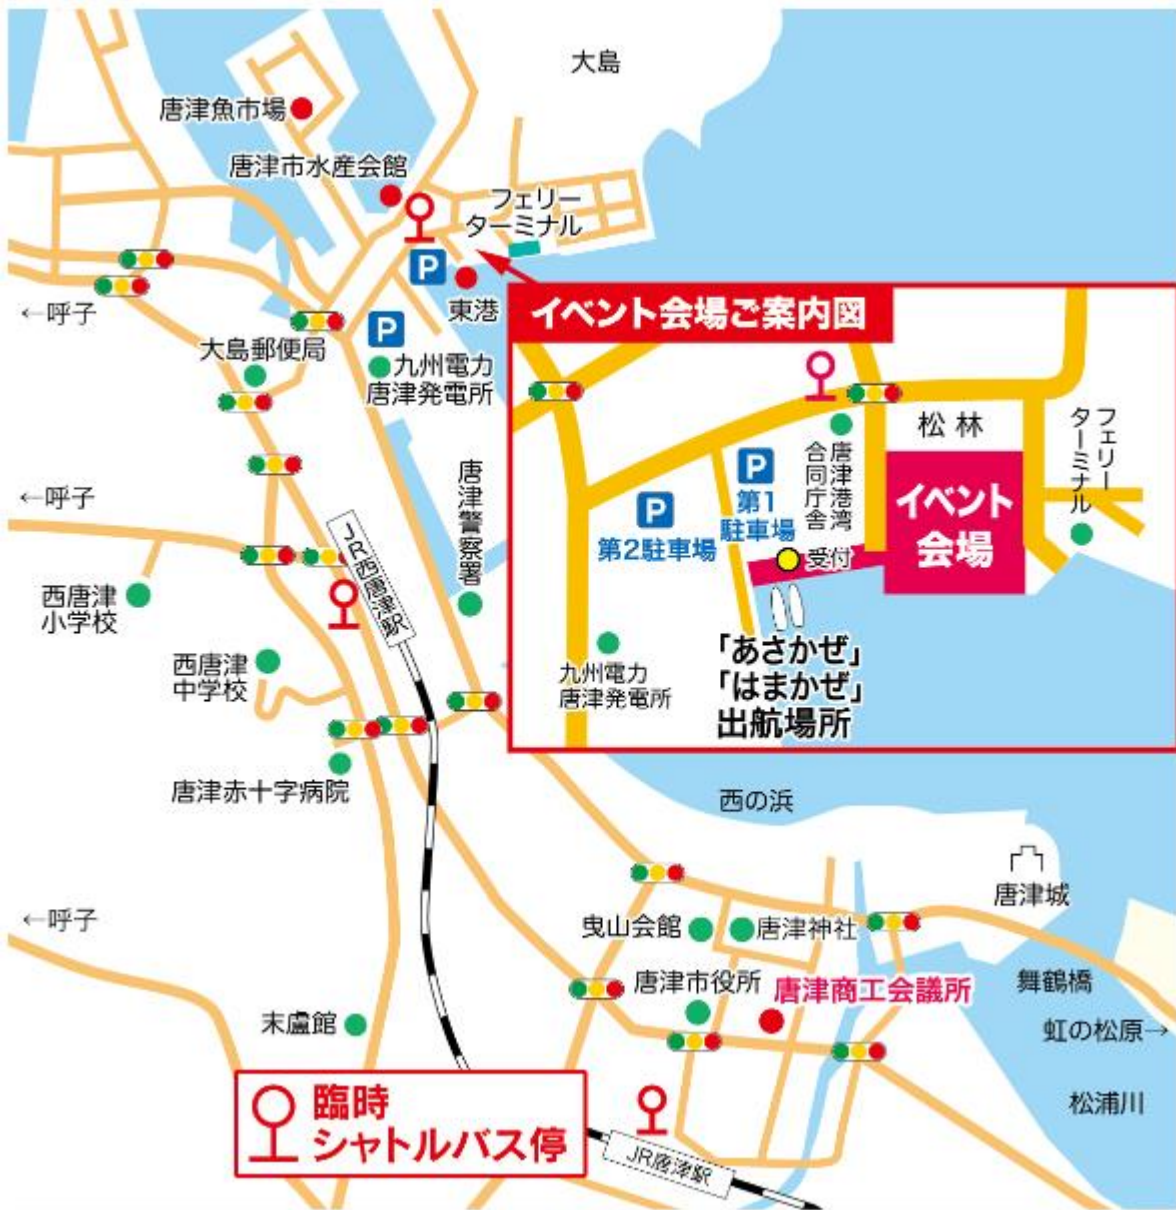 大島
唐津魚市場
唐津市水産会館
フェリー
ターミナル
P
東港
←呼子
P
大島郵便局
九州電力
唐津発電所
イベント会場ご案内図
松林
フェリー
ターミナル
唐津港湾
合同庁舎
P
第1
駐車場
P
第2駐車場
イベント
会場
受付
九州電力
唐津発電所
「あさかぜ」
「はまかぜ」
出航場所
←呼子
唐津警察署
JR西唐津駅
西唐津
小学校
西唐津
中学校
唐津赤十字病院
西の浜
唐津城
←呼子
曳山会館
唐津神社
唐津市役所
唐津商工会議所
舞鶴橋
虹の松原→
末盧館
松浦川
臨時
シャトルバス停
JR唐津駅